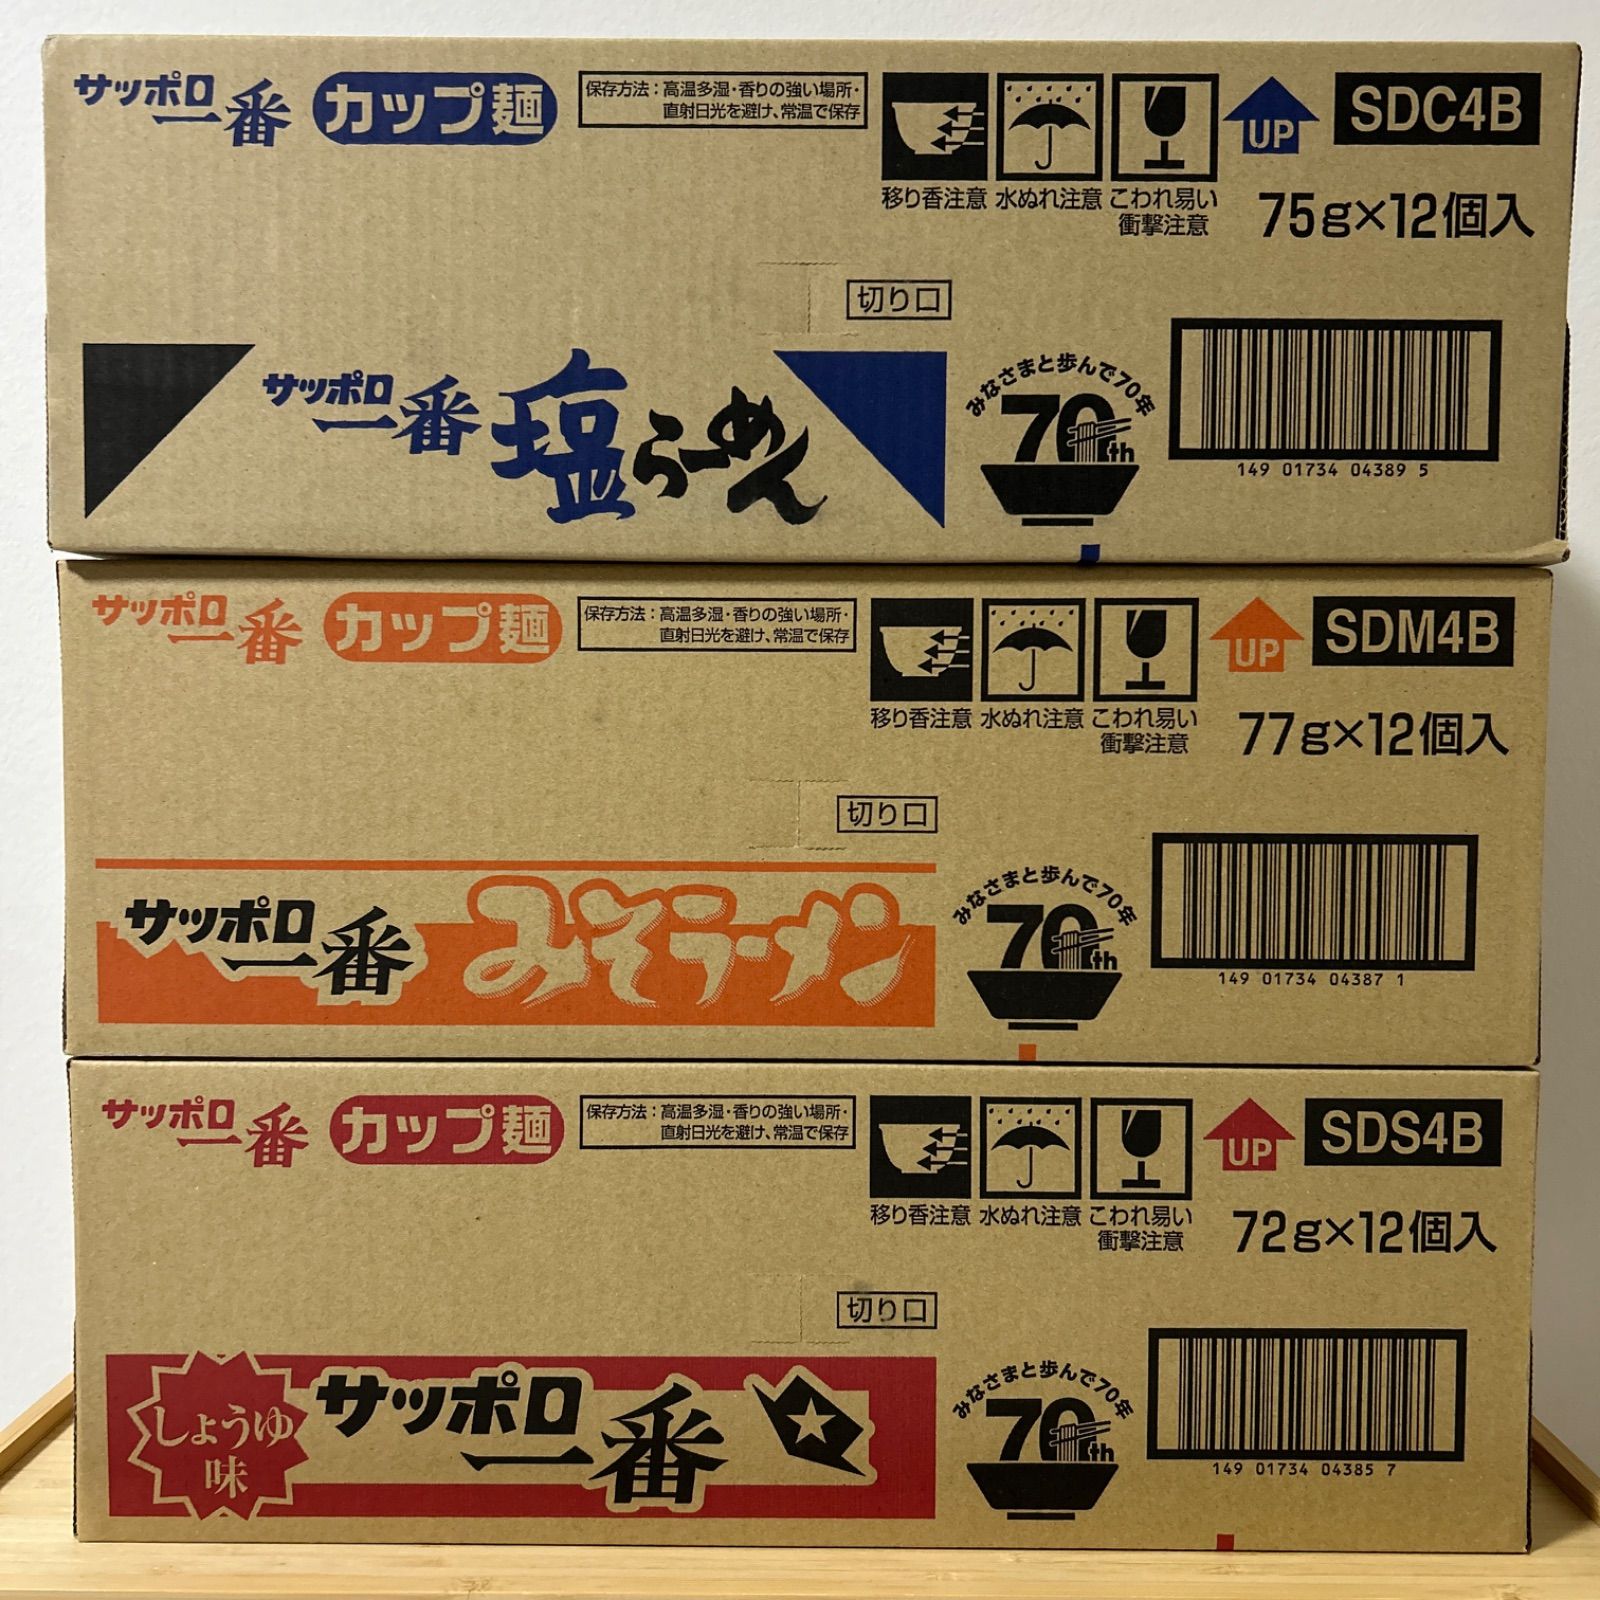 サッポロ一番 カップ麺
保存方法：高温多湿・香りの強い場所・
直射日光を避け、常温で保存
移り香注意
水ぬれ注意
こわれ易い
衝撃注意
UP
SDC4B
75g×12個入
切り口
サッポロ一番 塩らーめん
みなさまと歩んで70年
70th
149 01734 04389 5
サッポロ一番 カップ麺
保存方法：高温多湿・香りの強い場所・
直射日光を避け、常温で保存
移り香注意
水ぬれ注意
こわれ易い
衝撃注意
UP
SDM4B
77g×12個入
切り口
サッポロ一番 みそラーメン
みなさまと歩んで70年
70th
149 01734 04387 1
サッポロ一番 カップ麺
保存方法：高温多湿・香りの強い場所・
直射日光を避け、常温で保存
移り香注意
水ぬれ注意
こわれ易い
衝撃注意
UP
SDS4B
72g×12個入
切り口
しょうゆ
味
サッポロ一番
みなさまと歩んで70年
70th
149 01734 04385 7